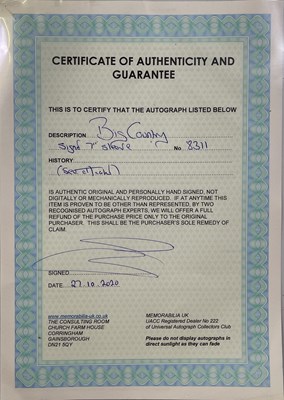 CERTIFICATE OF AUTHENTICITY AND
GUARANTEE
THIS IS TO CERTIFY THAT THE AUTOGRAPH LISTED BELOW
DESCRIPTION Big Country
Signed 7" sleeve No. 8311
HISTORY
IS AUTHENTIC ORIGINAL AND PERSONALLY HAND SIGNED, NOT
DIGITALLY OR MECHANICALLY REPRODUCED. IF AT ANYTIME THIS
ITEM IS PROVEN TO BE OTHER THAN REPRESENTED, BY TWO
RECOGNISED AUTOGRAPH EXPERTS, WE WILL OFFER A FULL
REFUND OF THE PURCHASE PRICE ONLY TO THE ORIGINAL
PURCHASER. THIS SHALL BE THE PURCHASER'S SOLE REMEDY OF
CLAIM.
SIGNED
DATE 27.10.2020
www.memorabilia-uk.co.uk
THE CONSULTING ROOM
CHURCH FARM HOUSE
CORRINGHAM
GAINSBOROUGH
DN21 5QY
MEMORABILIA UK
UACC Registered Dealer No 222
of Universal Autograph Collectors Club
Please do not display autographs in
direct sunlight as they can fade